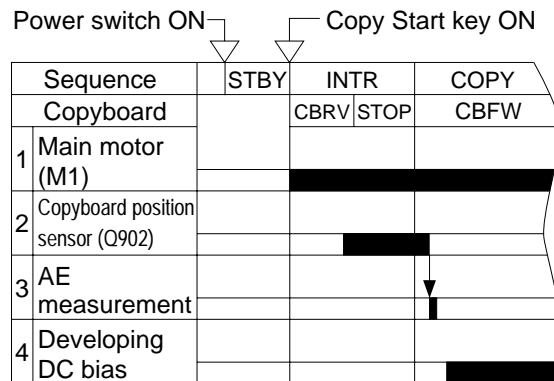 Power switch ON
Copy Start key ON
Sequence STBY INTR COPY
Copyboard CBRV STOP CBFW
1 Main motor
(M1)
2 Copyboard position
sensor (Q902)
3 AE
measurement
4 Developing
DC bias